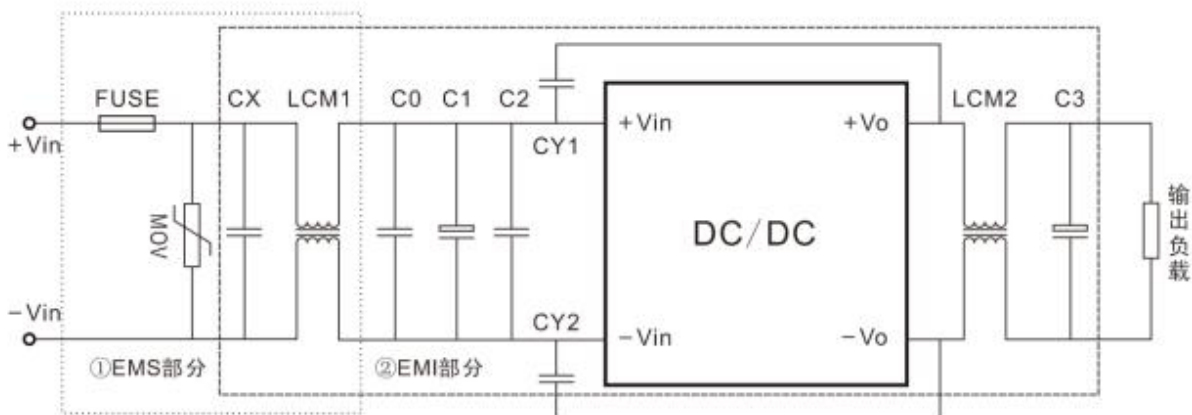 FUSE
CX
LCM1
C0
C1
C2
CY1
+Vin
+Vin
+Vo
LCM2
C3
MOV
DC/DC
输出负载
-Vin
CY2
-Vin
-Vo
①EMS部分
②EMI部分